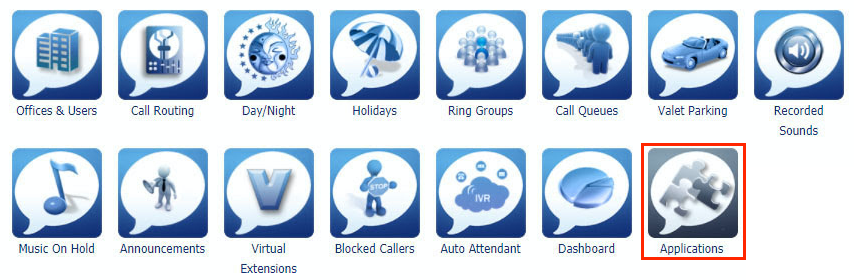 Offices & Users
Call Routing
Day/Night
Holidays
Ring Groups
Call Queues
Valet Parking
Recorded
Sounds
Music On Hold
Announcements
V
Virtual
Extensions
STOP
Blocked Callers
IVR
Auto Attendant
Dashboard
Applications